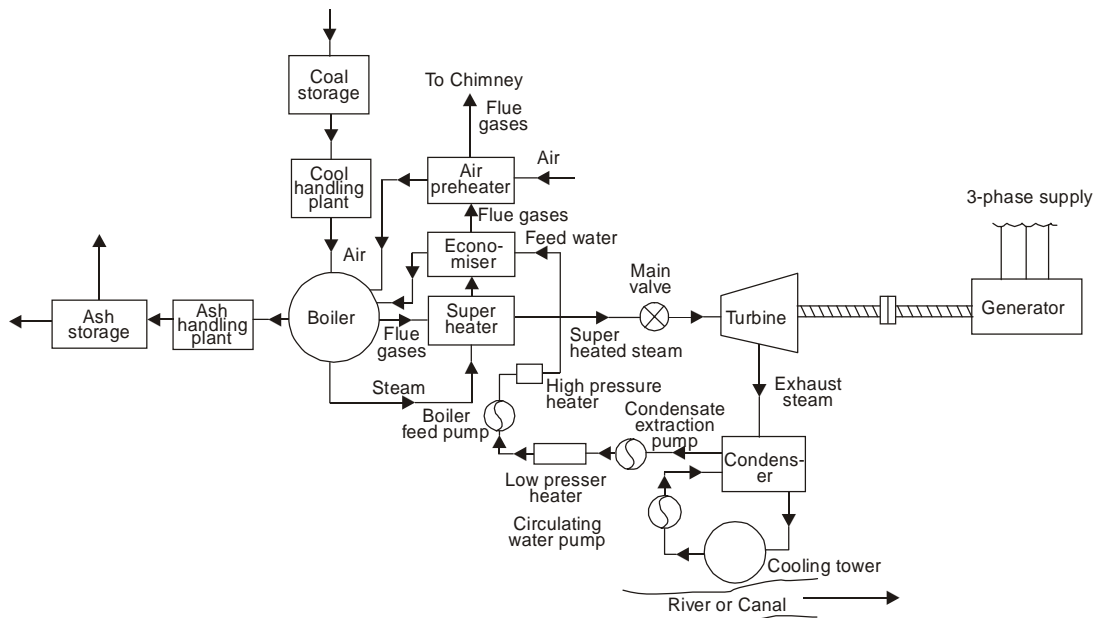 Coal
storage
To Chimney
Flue
gases
Cool
handling
plant
Air
preheater
Air
3-phase supply
Flue gases
Air
Econo-
miser
Feed water
Main
valve
Ash
storage
Ash
handling
plant
Boiler
Flue
gases
Super
heater
Super
heated steam
Turbine
Generator
Steam
High pressure
heater
Exhaust
steam
Boiler
feed pump
Condensate
extraction
pump
Condens-
er
Low presser
heater
Circulating
water pump
Cooling tower
River or Canal